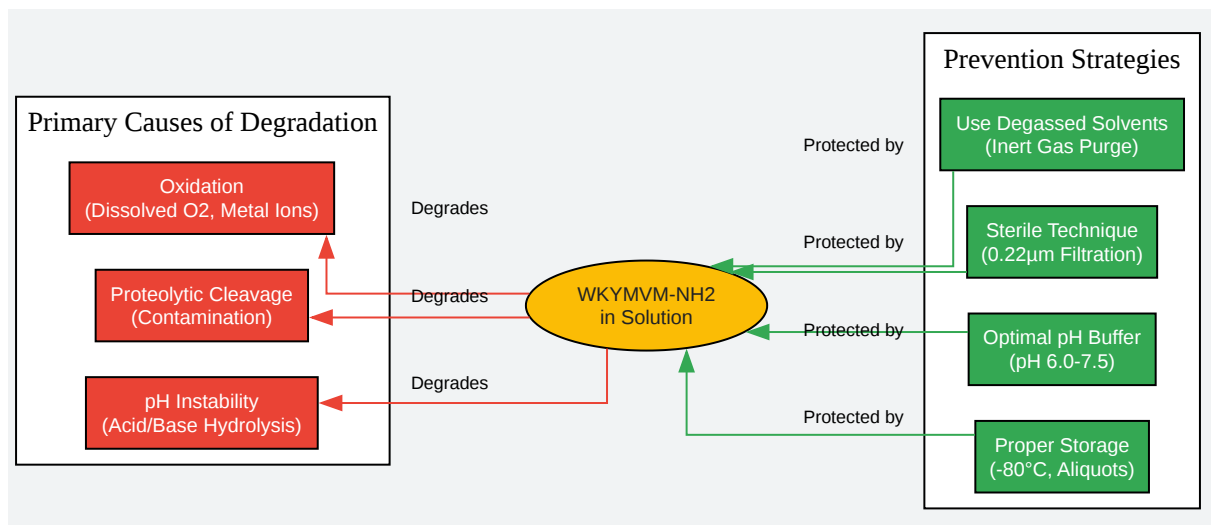 Primary Causes of Degradation
Oxidation
(Dissolved O2, Metal Ions)
Proteolytic Cleavage
(Contamination)
pH Instability
(Acid/Base Hydrolysis)
Degrades
Degrades
Degrades
WKYMVM-NH2
in Solution
Protected by
Protected by
Protected by
Protected by
Prevention Strategies
Use Degassed Solvents
(Inert Gas Purge)
Sterile Technique
(0.22µm Filtration)
Optimal pH Buffer
(pH 6.0-7.5)
Proper Storage
(-80°C, Aliquots)